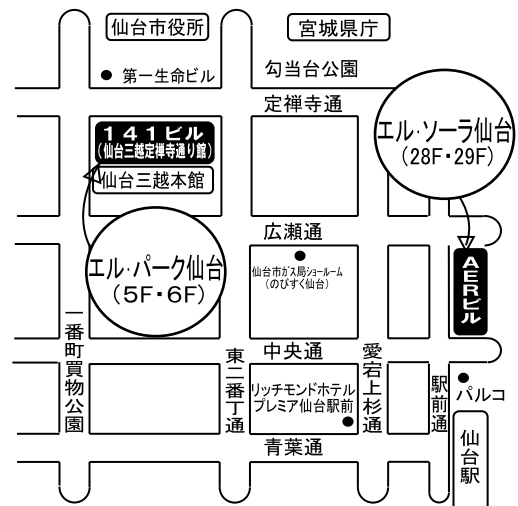 仙台市役所
宮城県庁
第一生命ビル
勾当台公園
定禅寺通
141ビル
(仙台三越定禅寺通り館)
仙台三越本館
エル・ソーラ仙台
(28F・29F)
エル・パーク仙台
(5F・6F)
広瀬通
仙台市ガス局ショールーム
(のびすく仙台)
AERビル
一番町買物公園
東二番丁通
中央通
愛宕上杉通
駅前通
パルコ
リッチモンドホテル
プレミア仙台駅前
青葉通
仙台駅